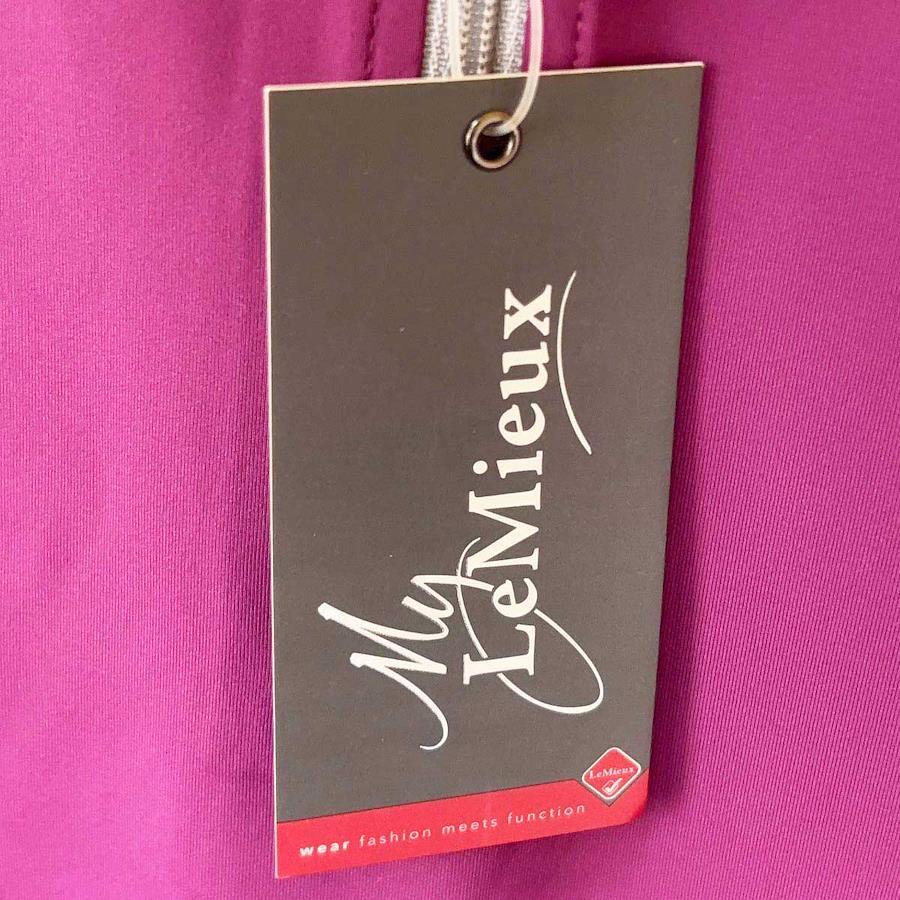 My
LeMieux
LeMieux
wear fashion meets function